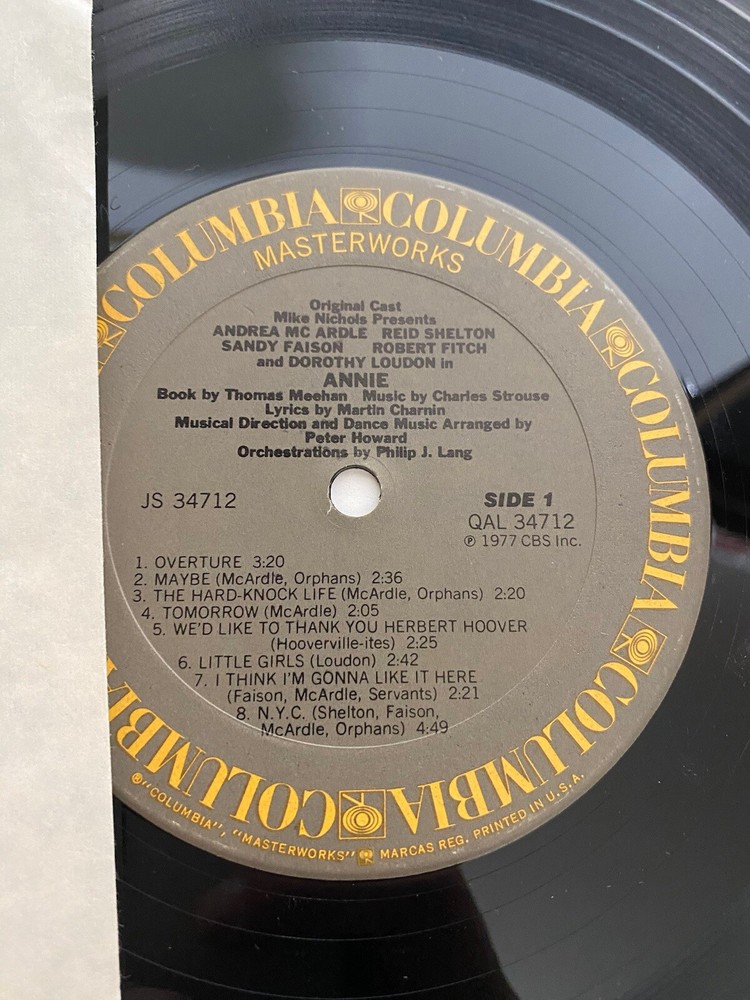 COLUMBIA COLUMBIA COLUMBIA COLUMBIA COLUMBIA COLUMBIA
MASTERWORKS
Original Cast
Mike Nichols Presents
ANDREA MC ARDLE REID SHELTON
SANDY FAISON ROBERT FITCH
and DOROTHY LOUDON in
ANNIE
Book by Thomas Meehan Music by Charles Strouse
Lyrics by Martin Charnin
Musical Direction and Dance Music Arranged by
Peter Howard
Orchestrations by Philip J. Lang
JS 34712
SIDE 1
QAL 34712
℗ 1977 CBS Inc.
1. OVERTURE 3:20
2. MAYBE (McArdle, Orphans) 2:36
3. THE HARD-KNOCK LIFE (McArdle, Orphans) 2:20
4. TOMORROW (McArdle) 2:05
5. WE'D LIKE TO THANK YOU HERBERT HOOVER
(Hooverville-ites) 2:25
6. LITTLE GIRLS (Loudon) 2:42
7. I THINK I'M GONNA LIKE IT HERE
(Faison, McArdle, Servants) 2:21
8. N.Y.C. (Shelton, Faison,
McArdle, Orphans) 4:49
®"COLUMBIA", "MASTERWORKS" MARCAS REG. PRINTED IN U.S.A.